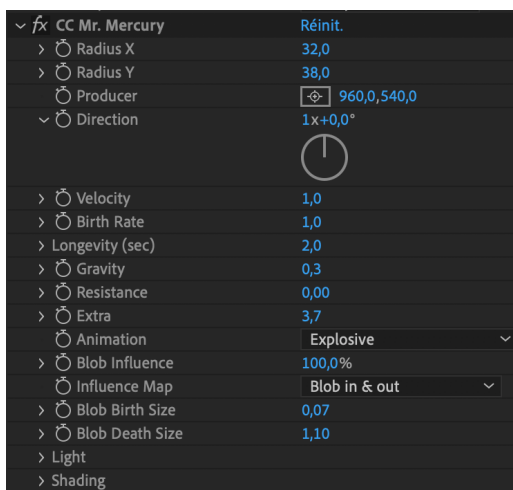 fx CC Mr. Mercury Réinit.
Radius X 32,0
Radius Y 38,0
Producer 960,0,540,0
Direction 1x+0,0°
Velocity 1,0
Birth Rate 1,0
Longevity (sec) 2,0
Gravity 0,3
Resistance 0,00
Extra 3,7
Animation Explosive
Blob Influence 100,0%
Influence Map Blob in & out
Blob Birth Size 0,07
Blob Death Size 1,10
Light
Shading